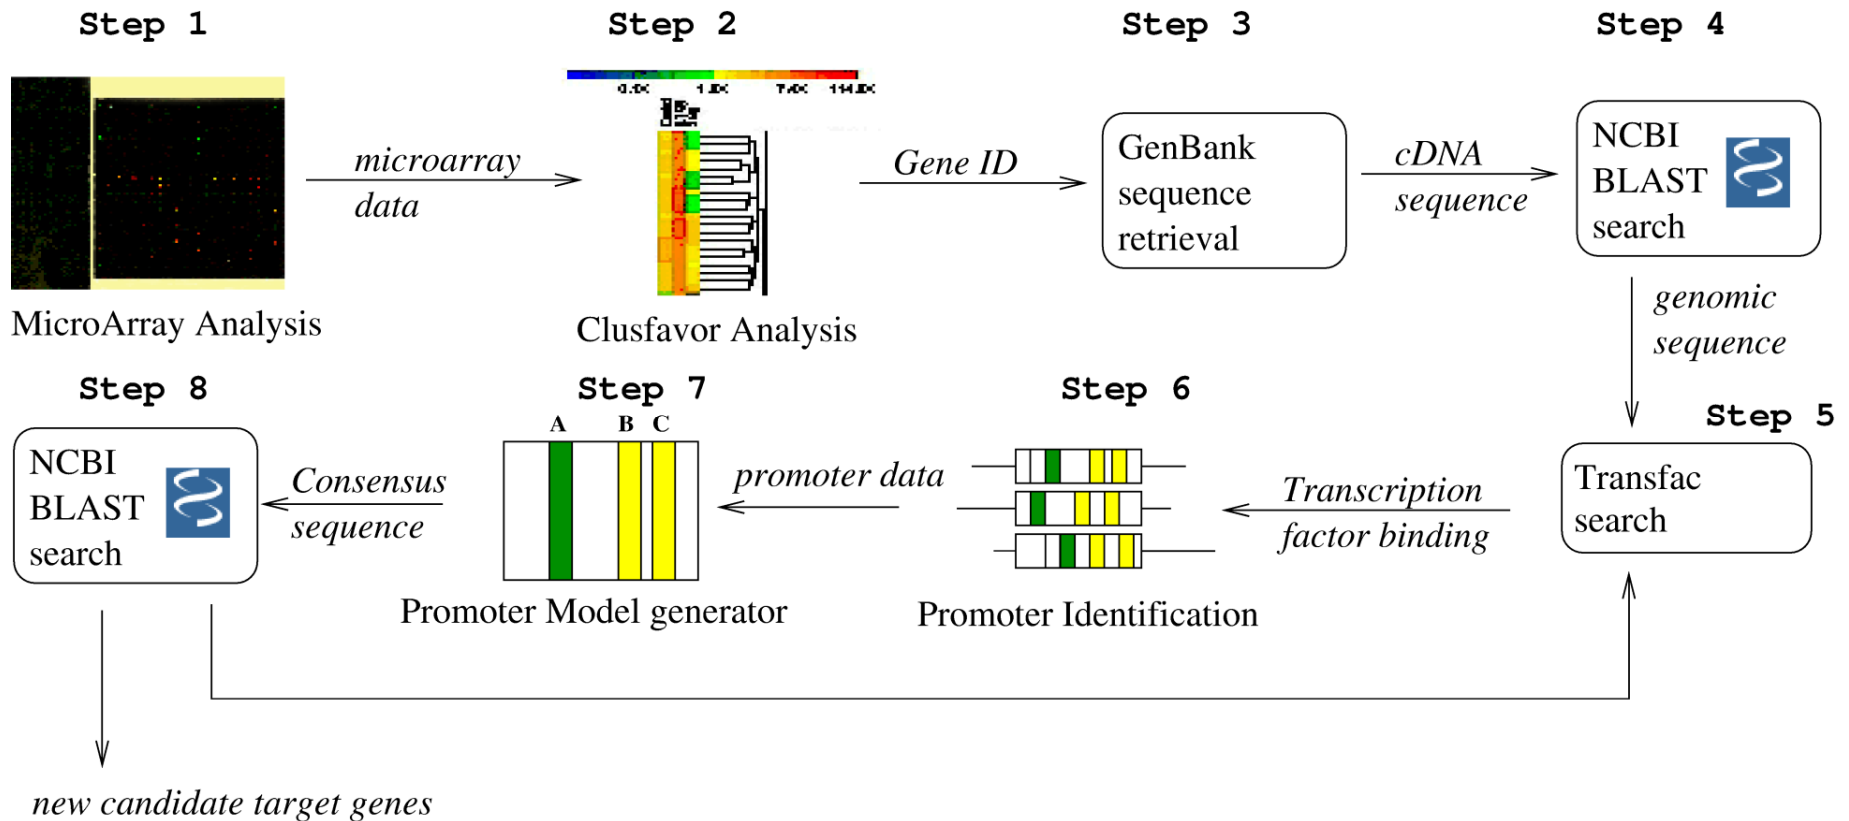 Step 1
Step 2
Step 3
Step 4
microarray
data
Gene ID
GenBank
sequence
retrieval
cDNA
sequence
NCBI
BLAST
search
MicroArray Analysis
Clusfavor Analysis
genomic
sequence
Step 8
Step 7
Step 6
Step 5
NCBI
BLAST
search
Consensus
sequence
A B C
promoter data
Transcription
factor binding
Transfac
search
Promoter Model generator
Promoter Identification
new candidate target genes